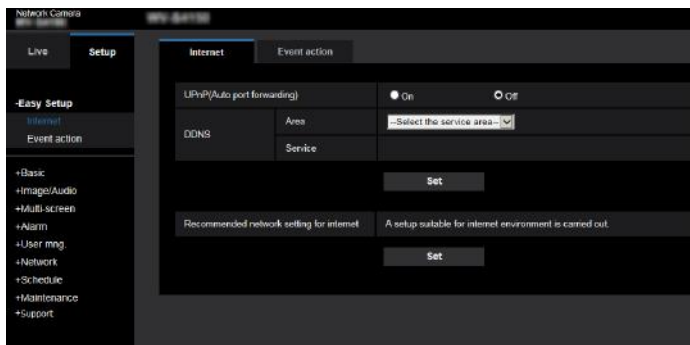 Network Camera
Live
Setup
Internet
Event action
-Easy Setup
Internet
Event action
+Basic
+Image/Audio
+Multi-screen
+Alarm
+User mng.
+Network
+Schedule
+Maintenance
+Support
UPnP(Auto port forwarding)
On
Off
DDNS
Area
--Select the service area--
Service
Set
Recommended network setting for internet
A setup suitable for internet environment is carried out.
Set